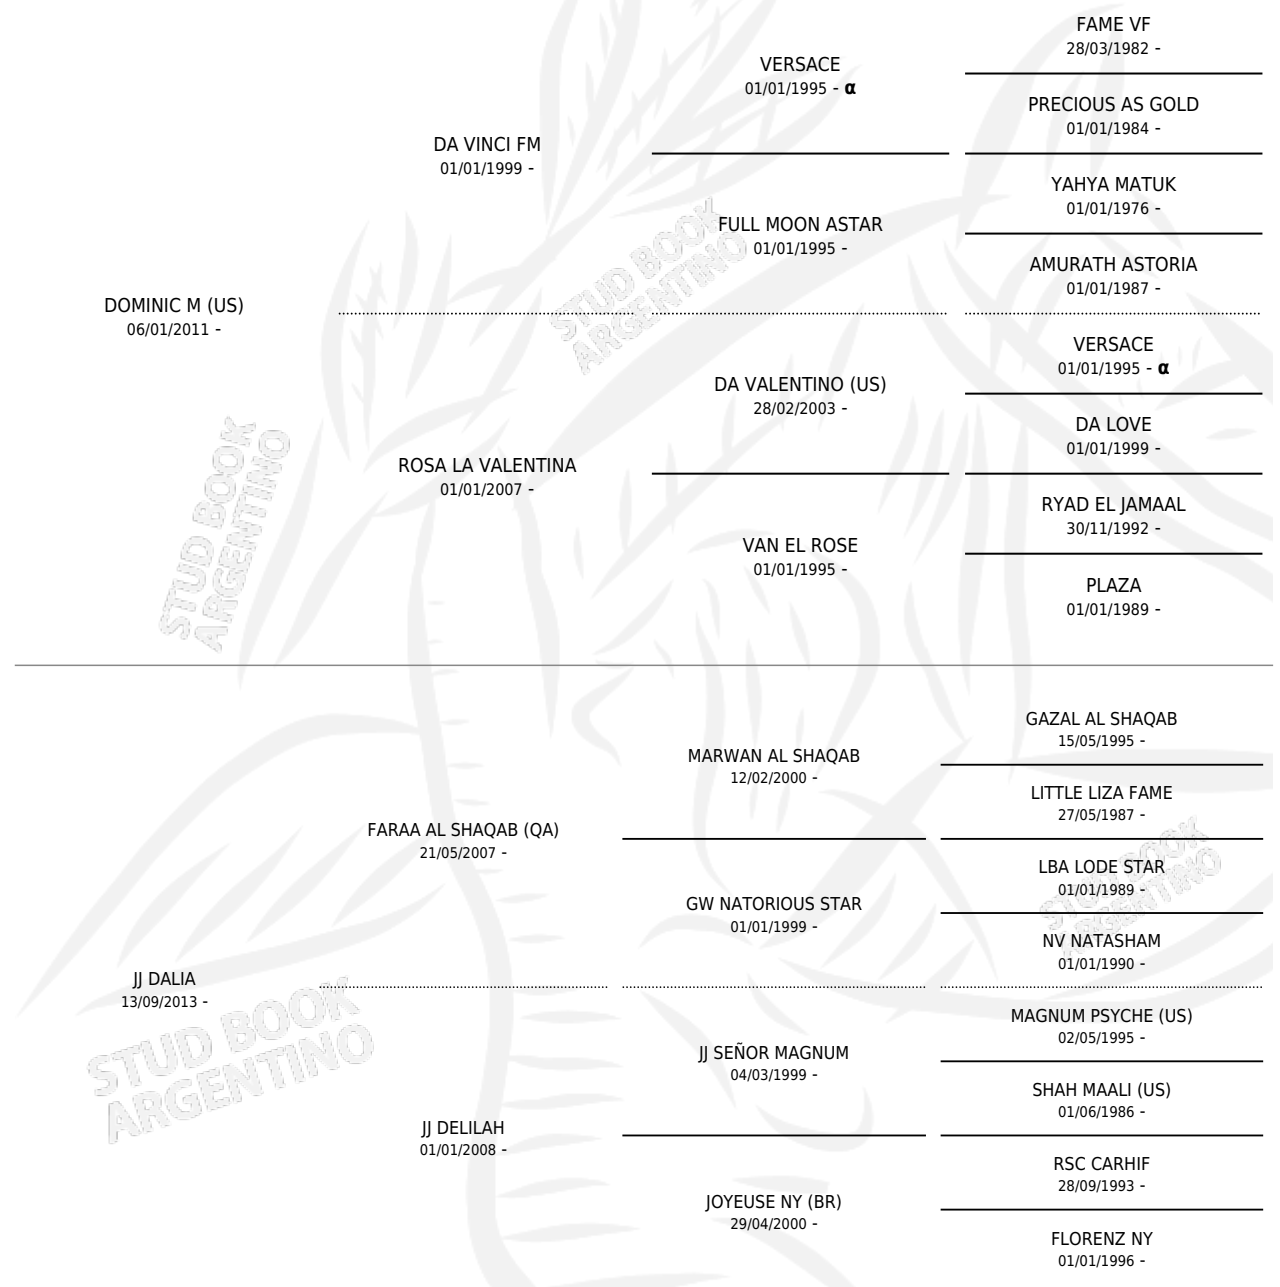 FAME VF
28/03/1982 -
VERSACE
01/01/1995 - α
PRECIOUS AS GOLD
01/01/1984 -
DA VINCI FM
01/01/1999 -
YAHYA MATUK
01/01/1976 -
FULL MOON ASTAR
01/01/1995 -
AMURATH ASTORIA
01/01/1987 -
DOMINIC M (US)
06/01/2011 -
VERSACE
01/01/1995 - α
DA VALENTINO (US)
28/02/2003 -
DA LOVE
01/01/1999 -
ROSA LA VALENTINA
01/01/2007 -
RYAD EL JAMAAL
30/11/1992 -
VAN EL ROSE
01/01/1995 -
PLAZA
01/01/1989 -
GAZAL AL SHAQAB
15/05/1995 -
MARWAN AL SHAQAB
12/02/2000 -
LITTLE LIZA FAME
27/05/1987 -
FARAA AL SHAQAB (QA)
21/05/2007 -
LBA LODE STAR
01/01/1989 -
GW NATORIOUS STAR
01/01/1999 -
NV NATASHAM
01/01/1990 -
JJ DALIA
13/09/2013 -
MAGNUM PSYCHE (US)
02/05/1995 -
JJ SEÑOR MAGNUM
04/03/1999 -
SHAH MAALI (US)
01/06/1986 -
JJ DELILAH
01/01/2008 -
RSC CARHIF
28/09/1993 -
JOYEUSE NY (BR)
29/04/2000 -
FLORENZ NY
01/01/1996 -
STUD BOOK
ARGENTINO
STUD BOOK
ARGENTINO
STUD BOOK
ARGENTINO
STUD BOOK
ARGENTINO